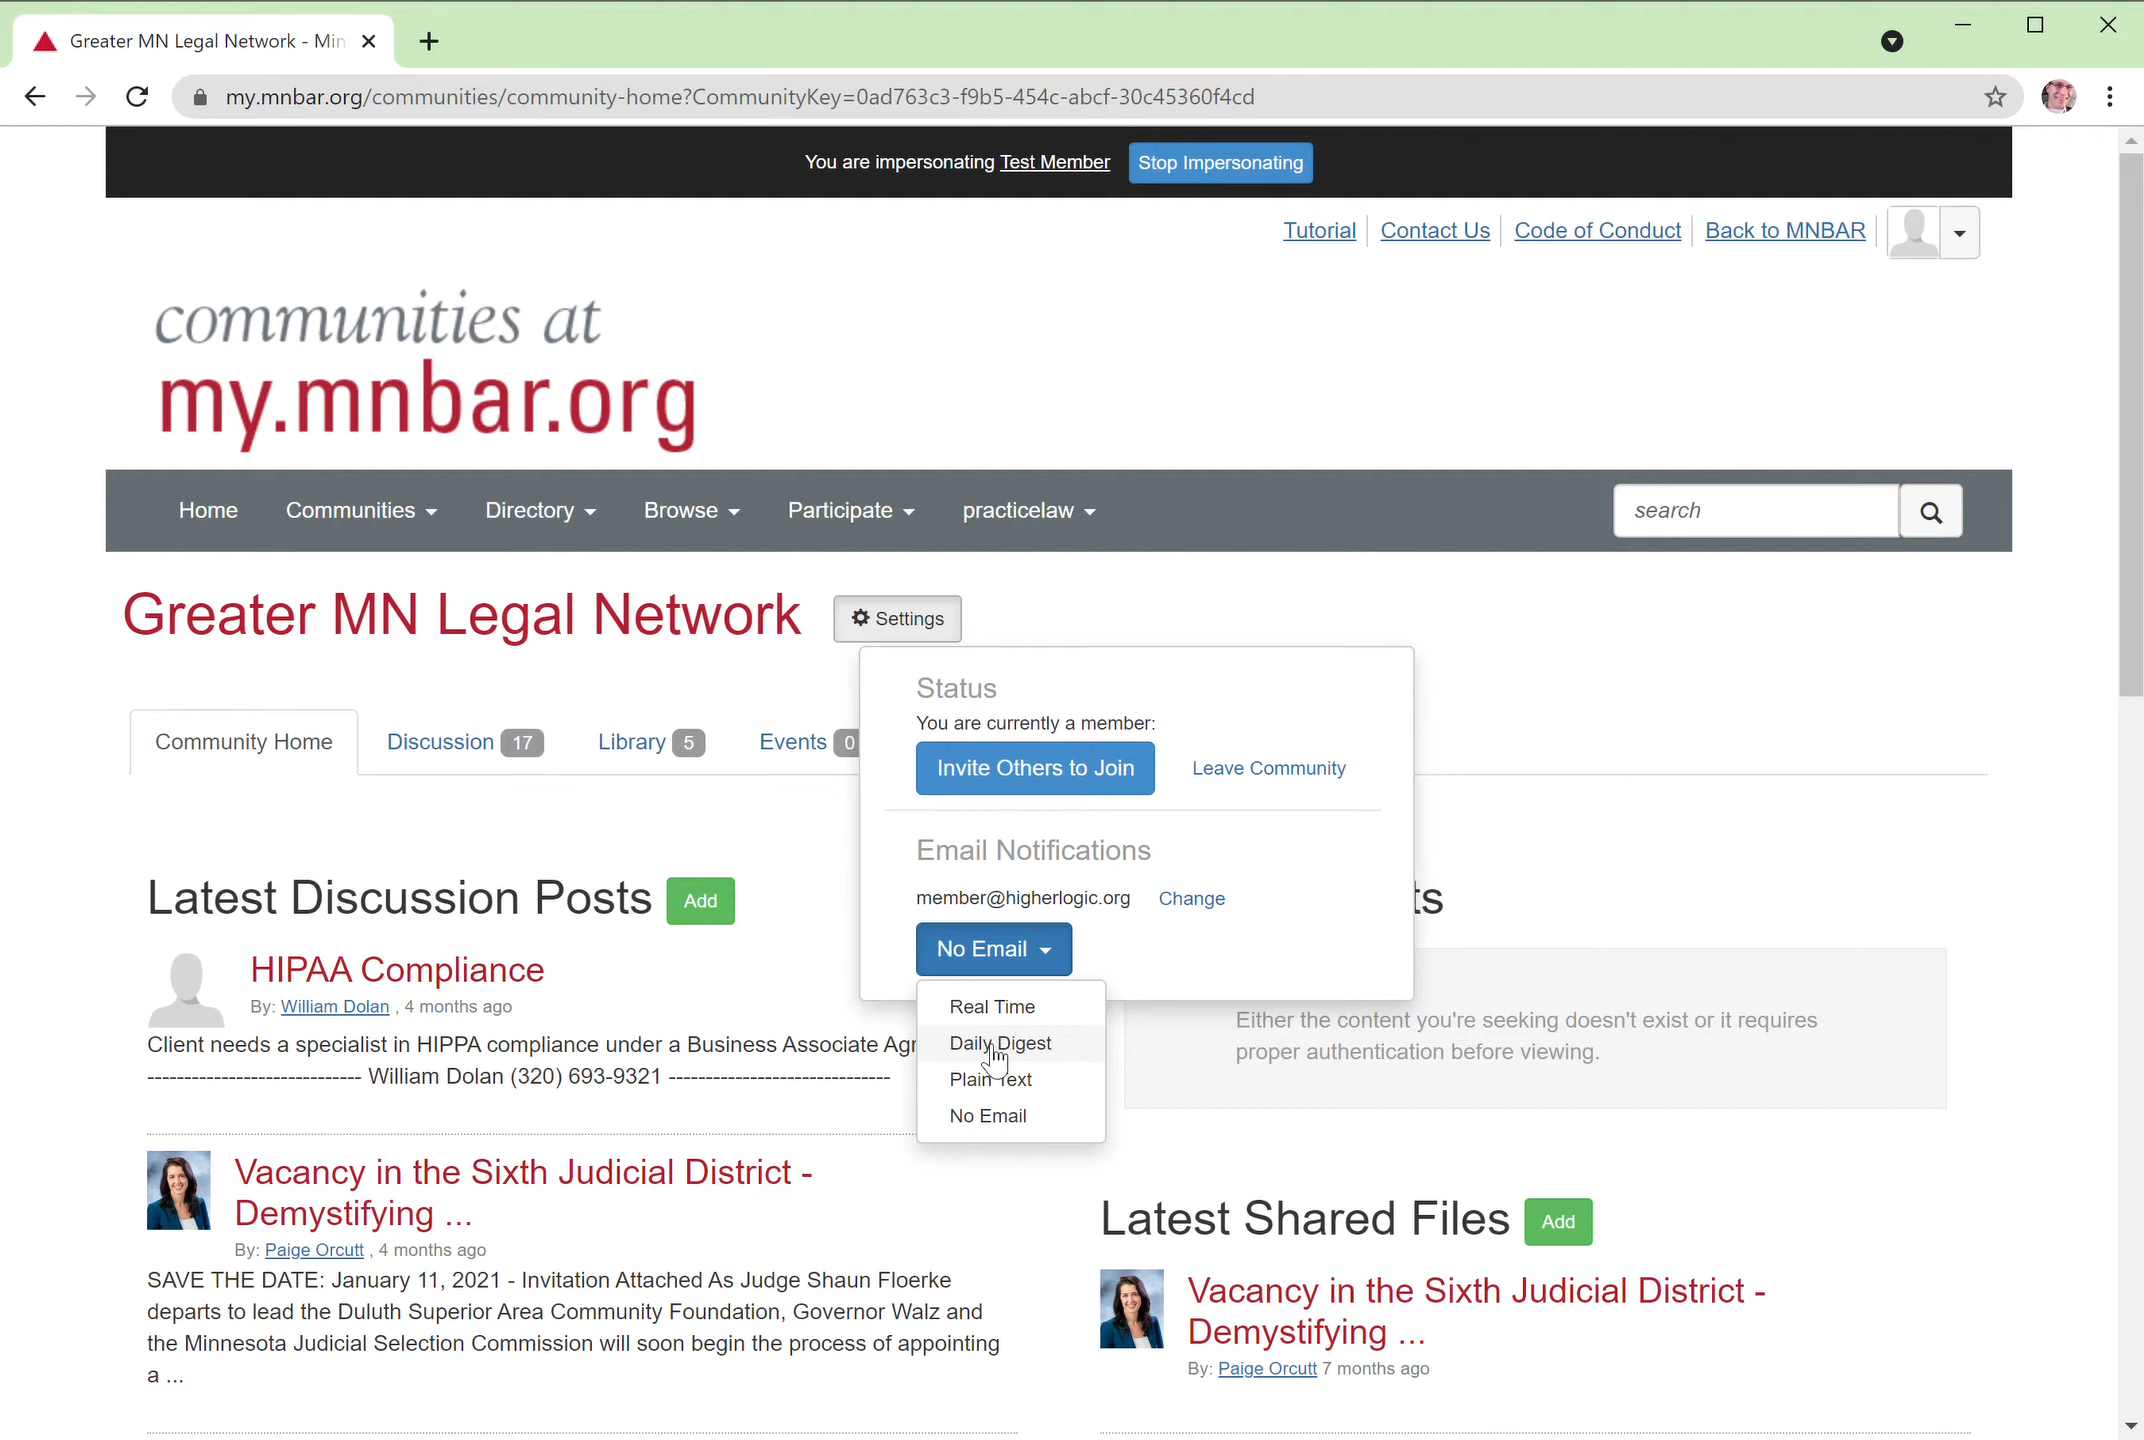 Greater MN Legal Network - Min
my.mnbar.org/communities/community-home?CommunityKey=0ad763c3-f9b5-454c-abcf-30c45360f4cd
You are impersonating Test Member Stop Impersonating
Tutorial Contact Us Code of Conduct Back to MNBAR
communities at
my.mnbar.org
Home Communities Directory Browse Participate practicelaw search
Greater MN Legal Network Settings
Status
You are currently a member:
Invite Others to Join Leave Community
Community Home Discussion 17 Library 5 Events 0
Email Notifications
member@higherlogic.org Change
No Email
Real Time
Daily Digest
Plain Text
No Email
Latest Discussion Posts Add
HIPAA Compliance
By: William Dolan , 4 months ago
Client needs a specialist in HIPPA compliance under a Business Associate Agr
----------------------------- William Dolan (320) 693-9321 ------------------------------
Vacancy in the Sixth Judicial District -
Demystifying ...
By: Paige Orcutt , 4 months ago
SAVE THE DATE: January 11, 2021 - Invitation Attached As Judge Shaun Floerke
departs to lead the Duluth Superior Area Community Foundation, Governor Walz and
the Minnesota Judicial Selection Commission will soon begin the process of appointing
a ...
ts
Either the content you're seeking doesn't exist or it requires
proper authentication before viewing.
Latest Shared Files Add
Vacancy in the Sixth Judicial District -
Demystifying ...
By: Paige Orcutt 7 months ago